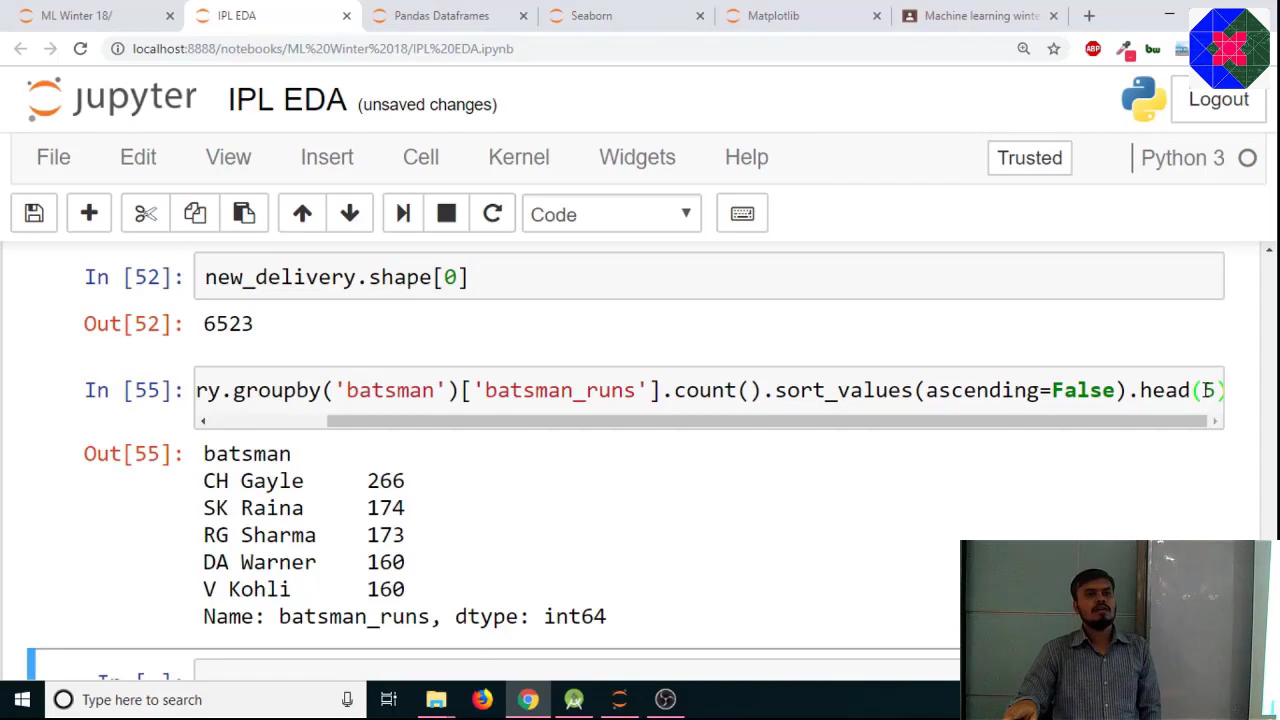 ML Winter 18/
IPL EDA
Pandas Dataframes
Seaborn
Matplotlib
Machine learning winte
localhost:8888/notebooks/ML%20Winter%2018/IPL%20EDA.ipynb
ABP
bw
jupyter
IPL EDA (unsaved changes)
Logout
File Edit View Insert Cell Kernel Widgets Help
Trusted
Python 3
Code
In [52]: new_delivery.shape[0]
Out[52]: 6523
In [55]: ry.groupby('batsman')['batsman_runs'].count().sort_values(ascending=False).head(5)
Out[55]: batsman
CH Gayle 266
SK Raina 174
RG Sharma 173
DA Warner 160
V Kohli 160
Name: batsman_runs, dtype: int64
In [ ]:
Type here to search